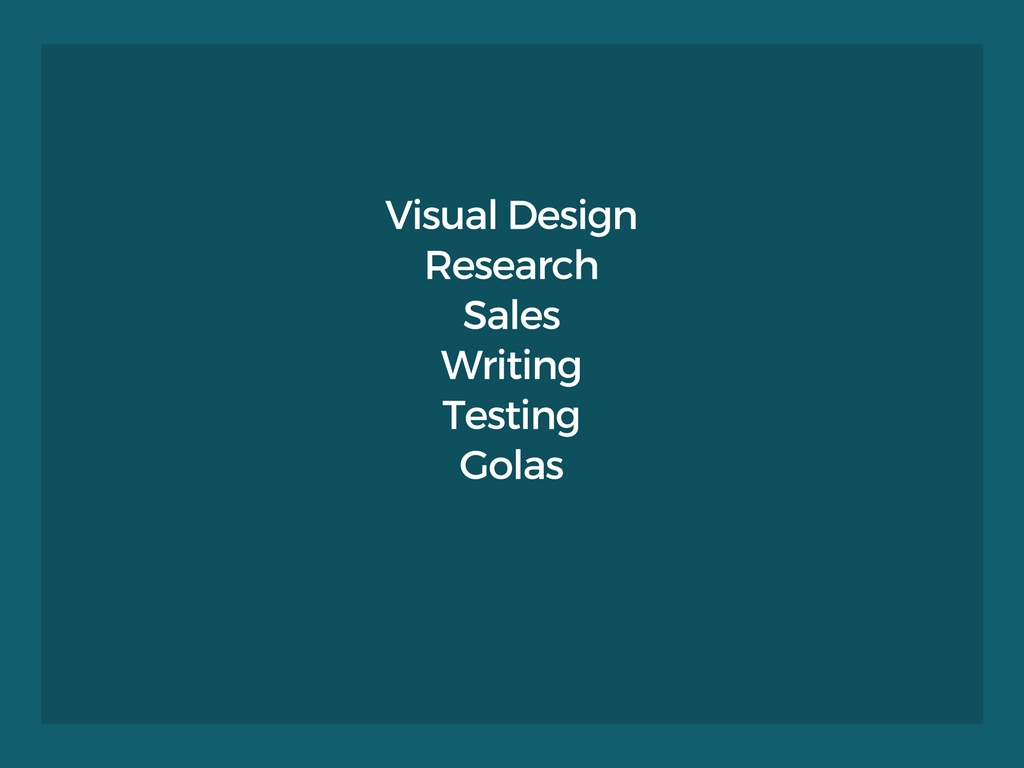 Visual Design
Research
Sales
Writing
Testing
Golas